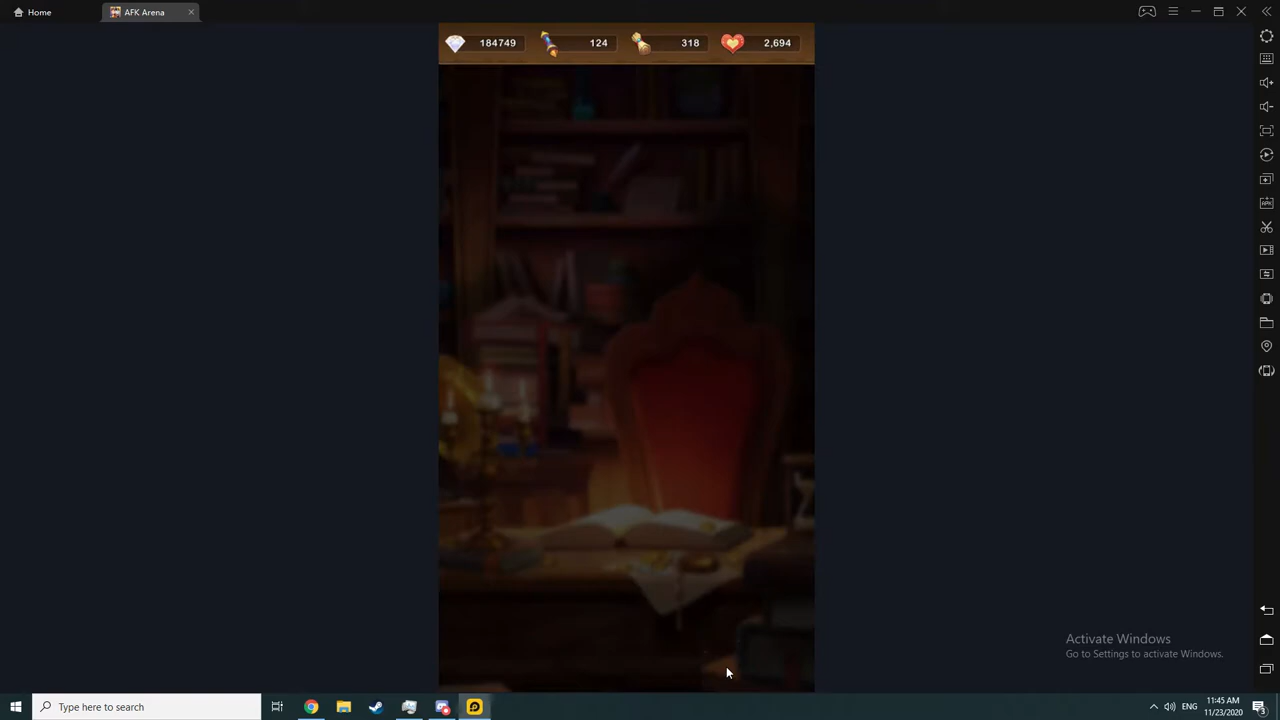 Home
AFK Arena
184749
124
318
2,694
Activate Windows
Go to Settings to activate Windows.
Type here to search
ENG
11:45 AM
11/23/2020
3